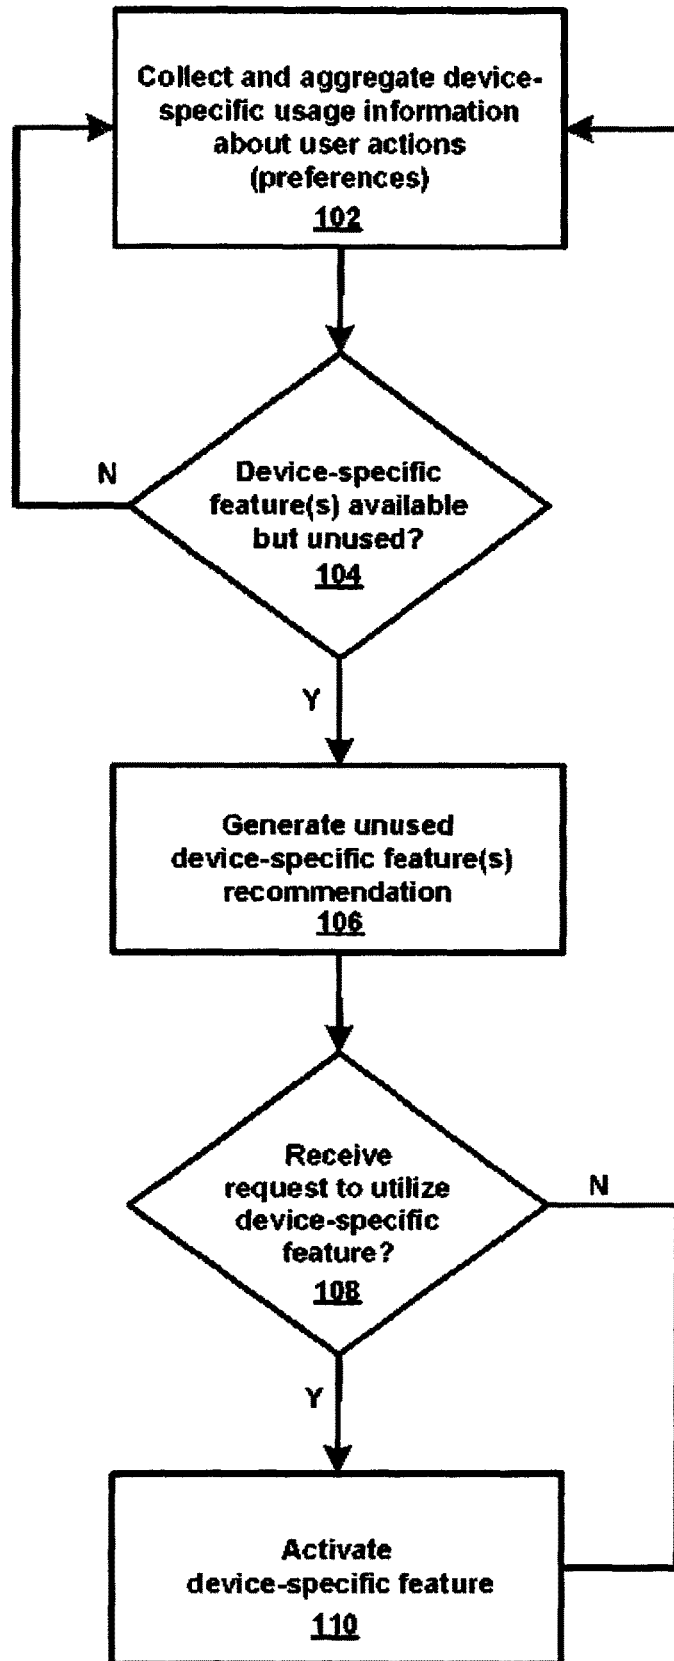 Collect and aggregate device-
specific usage information
about user actions
(preferences)
102
N
Device-specific
feature(s) available
but unused?
104
Y
Generate unused
device-specific feature(s)
recommendation
106
Receive
request to utilize
device-specific
feature?
108
N
Y
Activate
device-specific feature
110